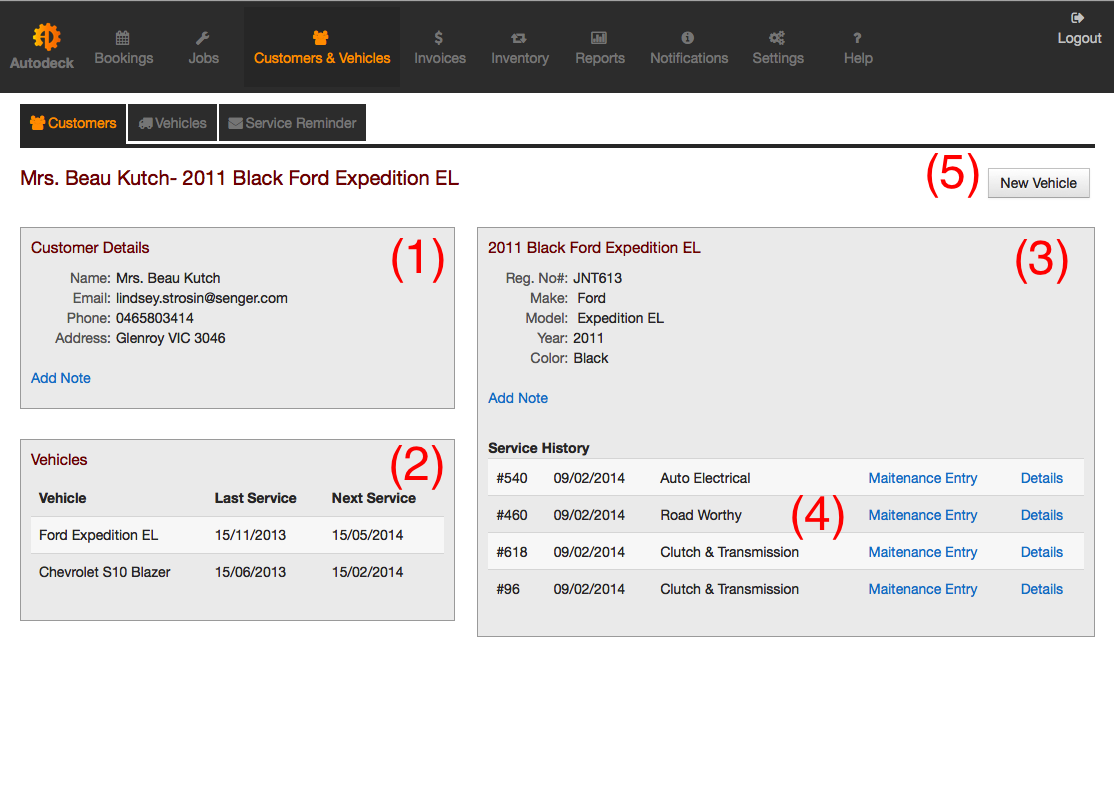 Autodeck
Bookings
Jobs
Customers & Vehicles
Invoices
Inventory
Reports
Notifications
Settings
Help
Logout
Customers
Vehicles
Service Reminder
Mrs. Beau Kutch- 2011 Black Ford Expedition EL
(5)
New Vehicle
Customer Details
(1)
Name: Mrs. Beau Kutch
Email: lindsey.strosin@senger.com
Phone: 0465803414
Address: Glenroy VIC 3046
Add Note
Vehicles
(2)
Vehicle Last Service Next Service
Ford Expedition EL 15/11/2013 15/05/2014
Chevrolet S10 Blazer 15/06/2013 15/02/2014
2011 Black Ford Expedition EL
(3)
Reg. No#: JNT613
Make: Ford
Model: Expedition EL
Year: 2011
Color: Black
Add Note
Service History
#540 09/02/2014 Auto Electrical Maitenance Entry Details
#460 09/02/2014 Road Worthy (4) Maitenance Entry Details
#618 09/02/2014 Clutch & Transmission Maitenance Entry Details
#96 09/02/2014 Clutch & Transmission Maitenance Entry Details